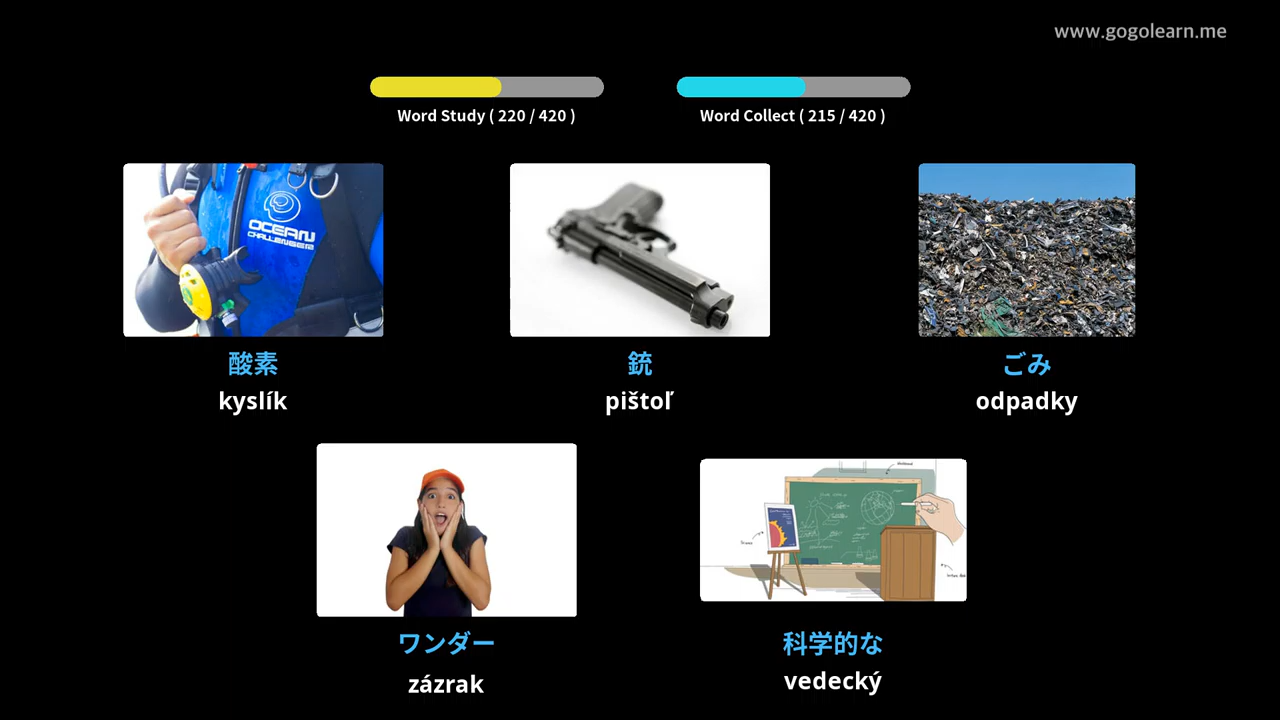 www.gogolearn.me
Word Study ( 220 / 420 )
Word Collect ( 215 / 420 )
OCEAN
CHALLENGER
酸素
kyslík
銃
pištoľ
ごみ
odpadky
ワンダー
zázrak
科学的な
vedecký